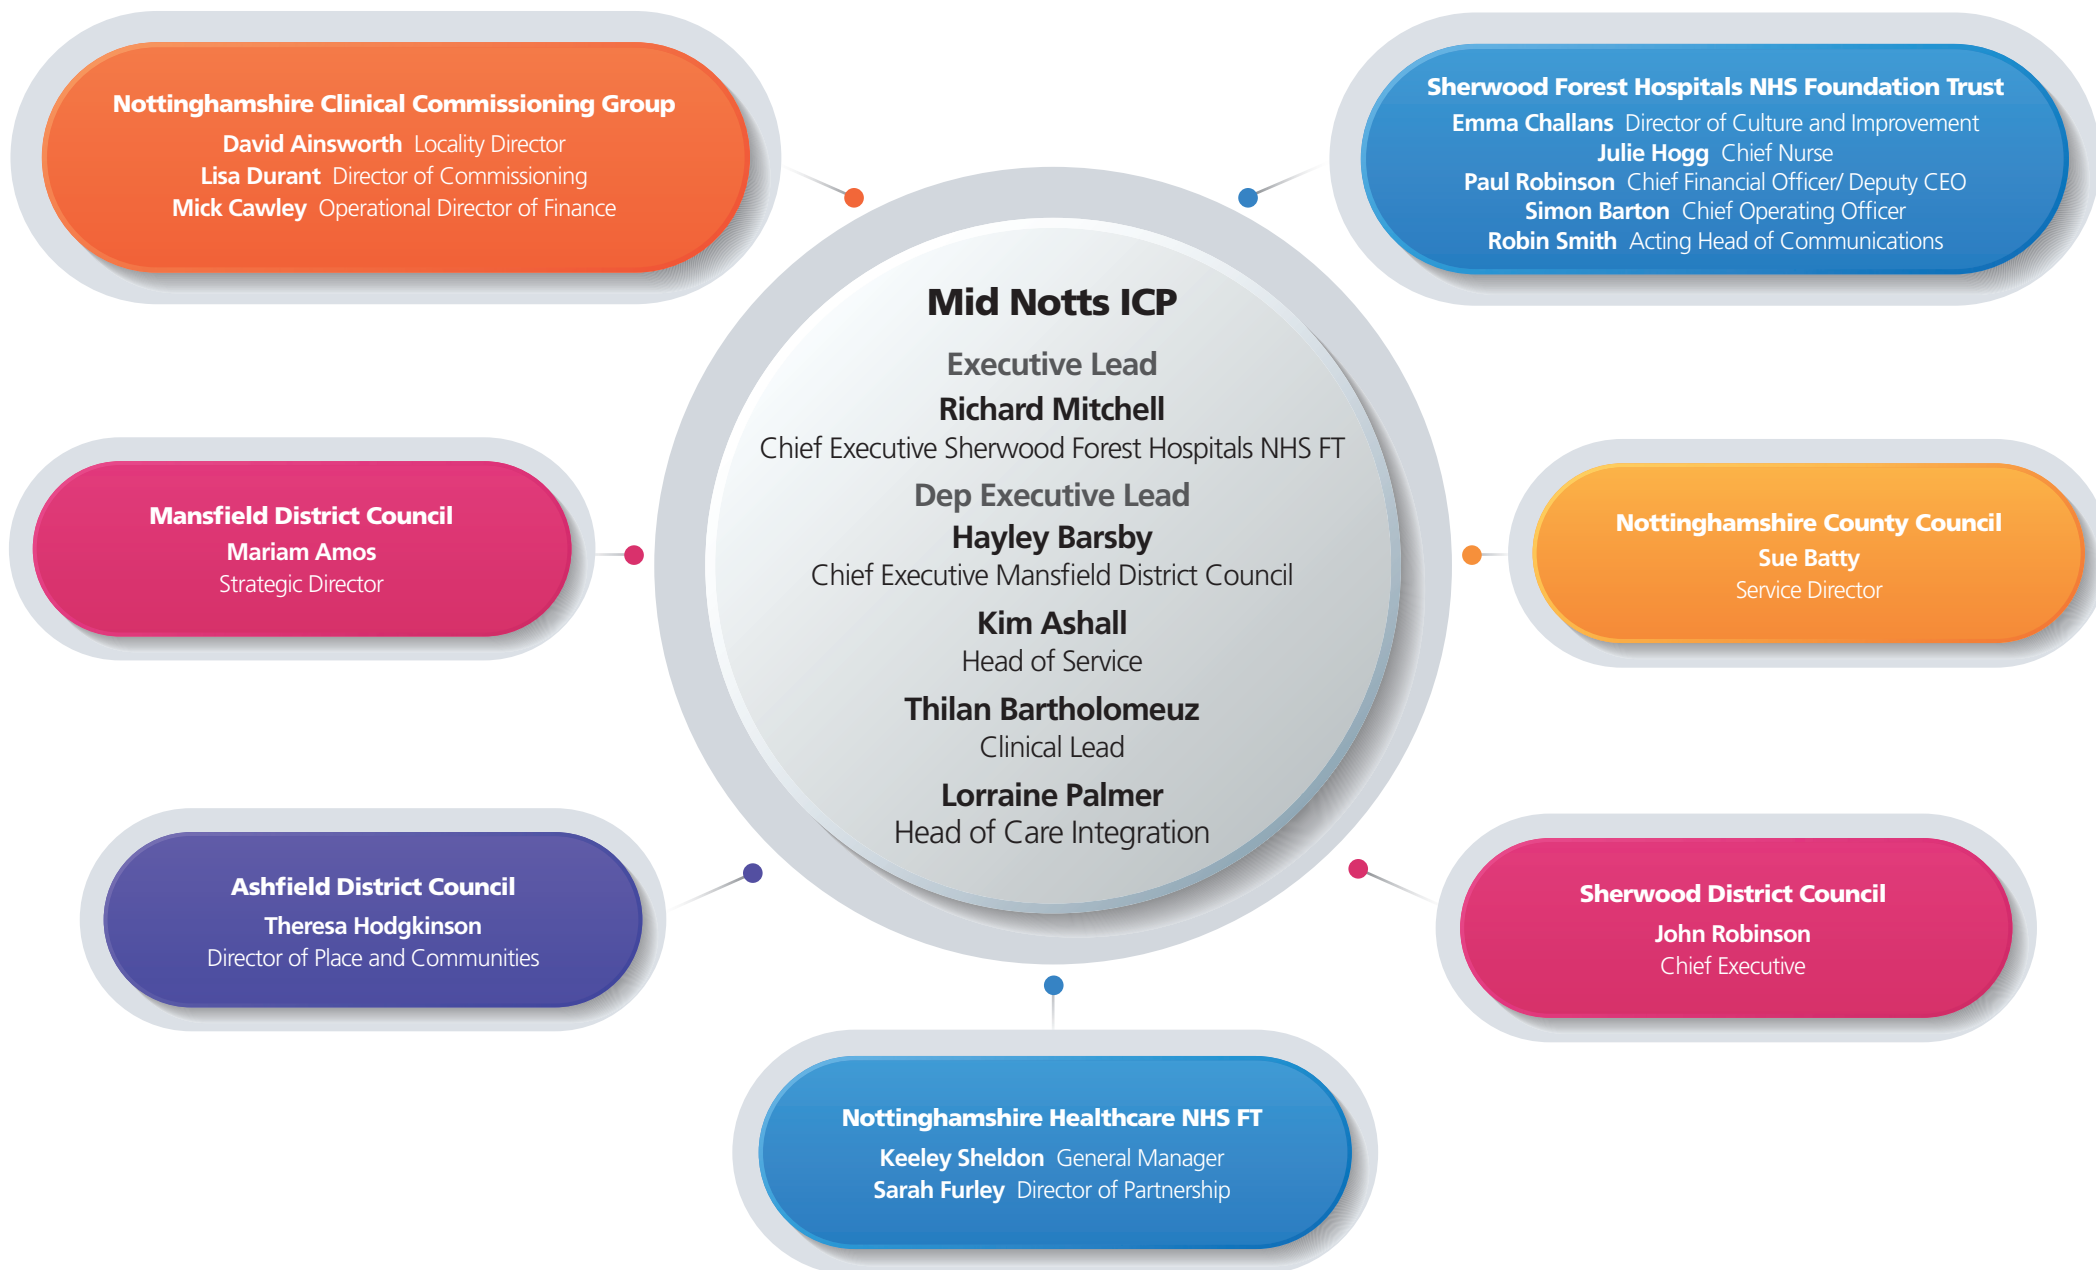 Nottinghamshire Clinical Commissioning Group
David Ainsworth Locality Director
Lisa Durant Director of Commissioning
Mick Cawley Operational Director of Finance
Sherwood Forest Hospitals NHS Foundation Trust
Emma Challans Director of Culture and Improvement
Julie Hogg Chief Nurse
Paul Robinson Chief Financial Officer/ Deputy CEO
Simon Barton Chief Operating Officer
Robin Smith Acting Head of Communications
Mid Notts ICP
Executive Lead
Richard Mitchell
Chief Executive Sherwood Forest Hospitals NHS FT
Dep Executive Lead
Hayley Barsby
Chief Executive Mansfield District Council
Kim Ashall
Head of Service
Thilan Bartholomeuz
Clinical Lead
Lorraine Palmer
Head of Care Integration
Mansfield District Council
Mariam Amos
Strategic Director
Nottinghamshire County Council
Sue Batty
Service Director
Ashfield District Council
Theresa Hodgkinson
Director of Place and Communities
Sherwood District Council
John Robinson
Chief Executive
Nottinghamshire Healthcare NHS FT
Keeley Sheldon General Manager
Sarah Furley Director of Partnership